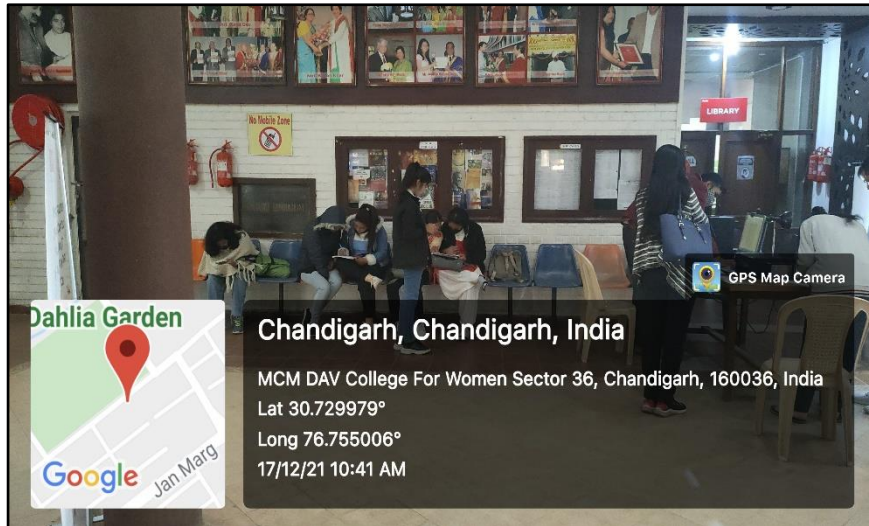 No Mobile Zone
LIBRARY
GPS Map Camera
Dahlia Garden
Jan Marg
Google
Chandigarh, Chandigarh, India
MCM DAV College For Women Sector 36, Chandigarh, 160036, India
Lat 30.729979°
Long 76.755006°
17/12/21 10:41 AM